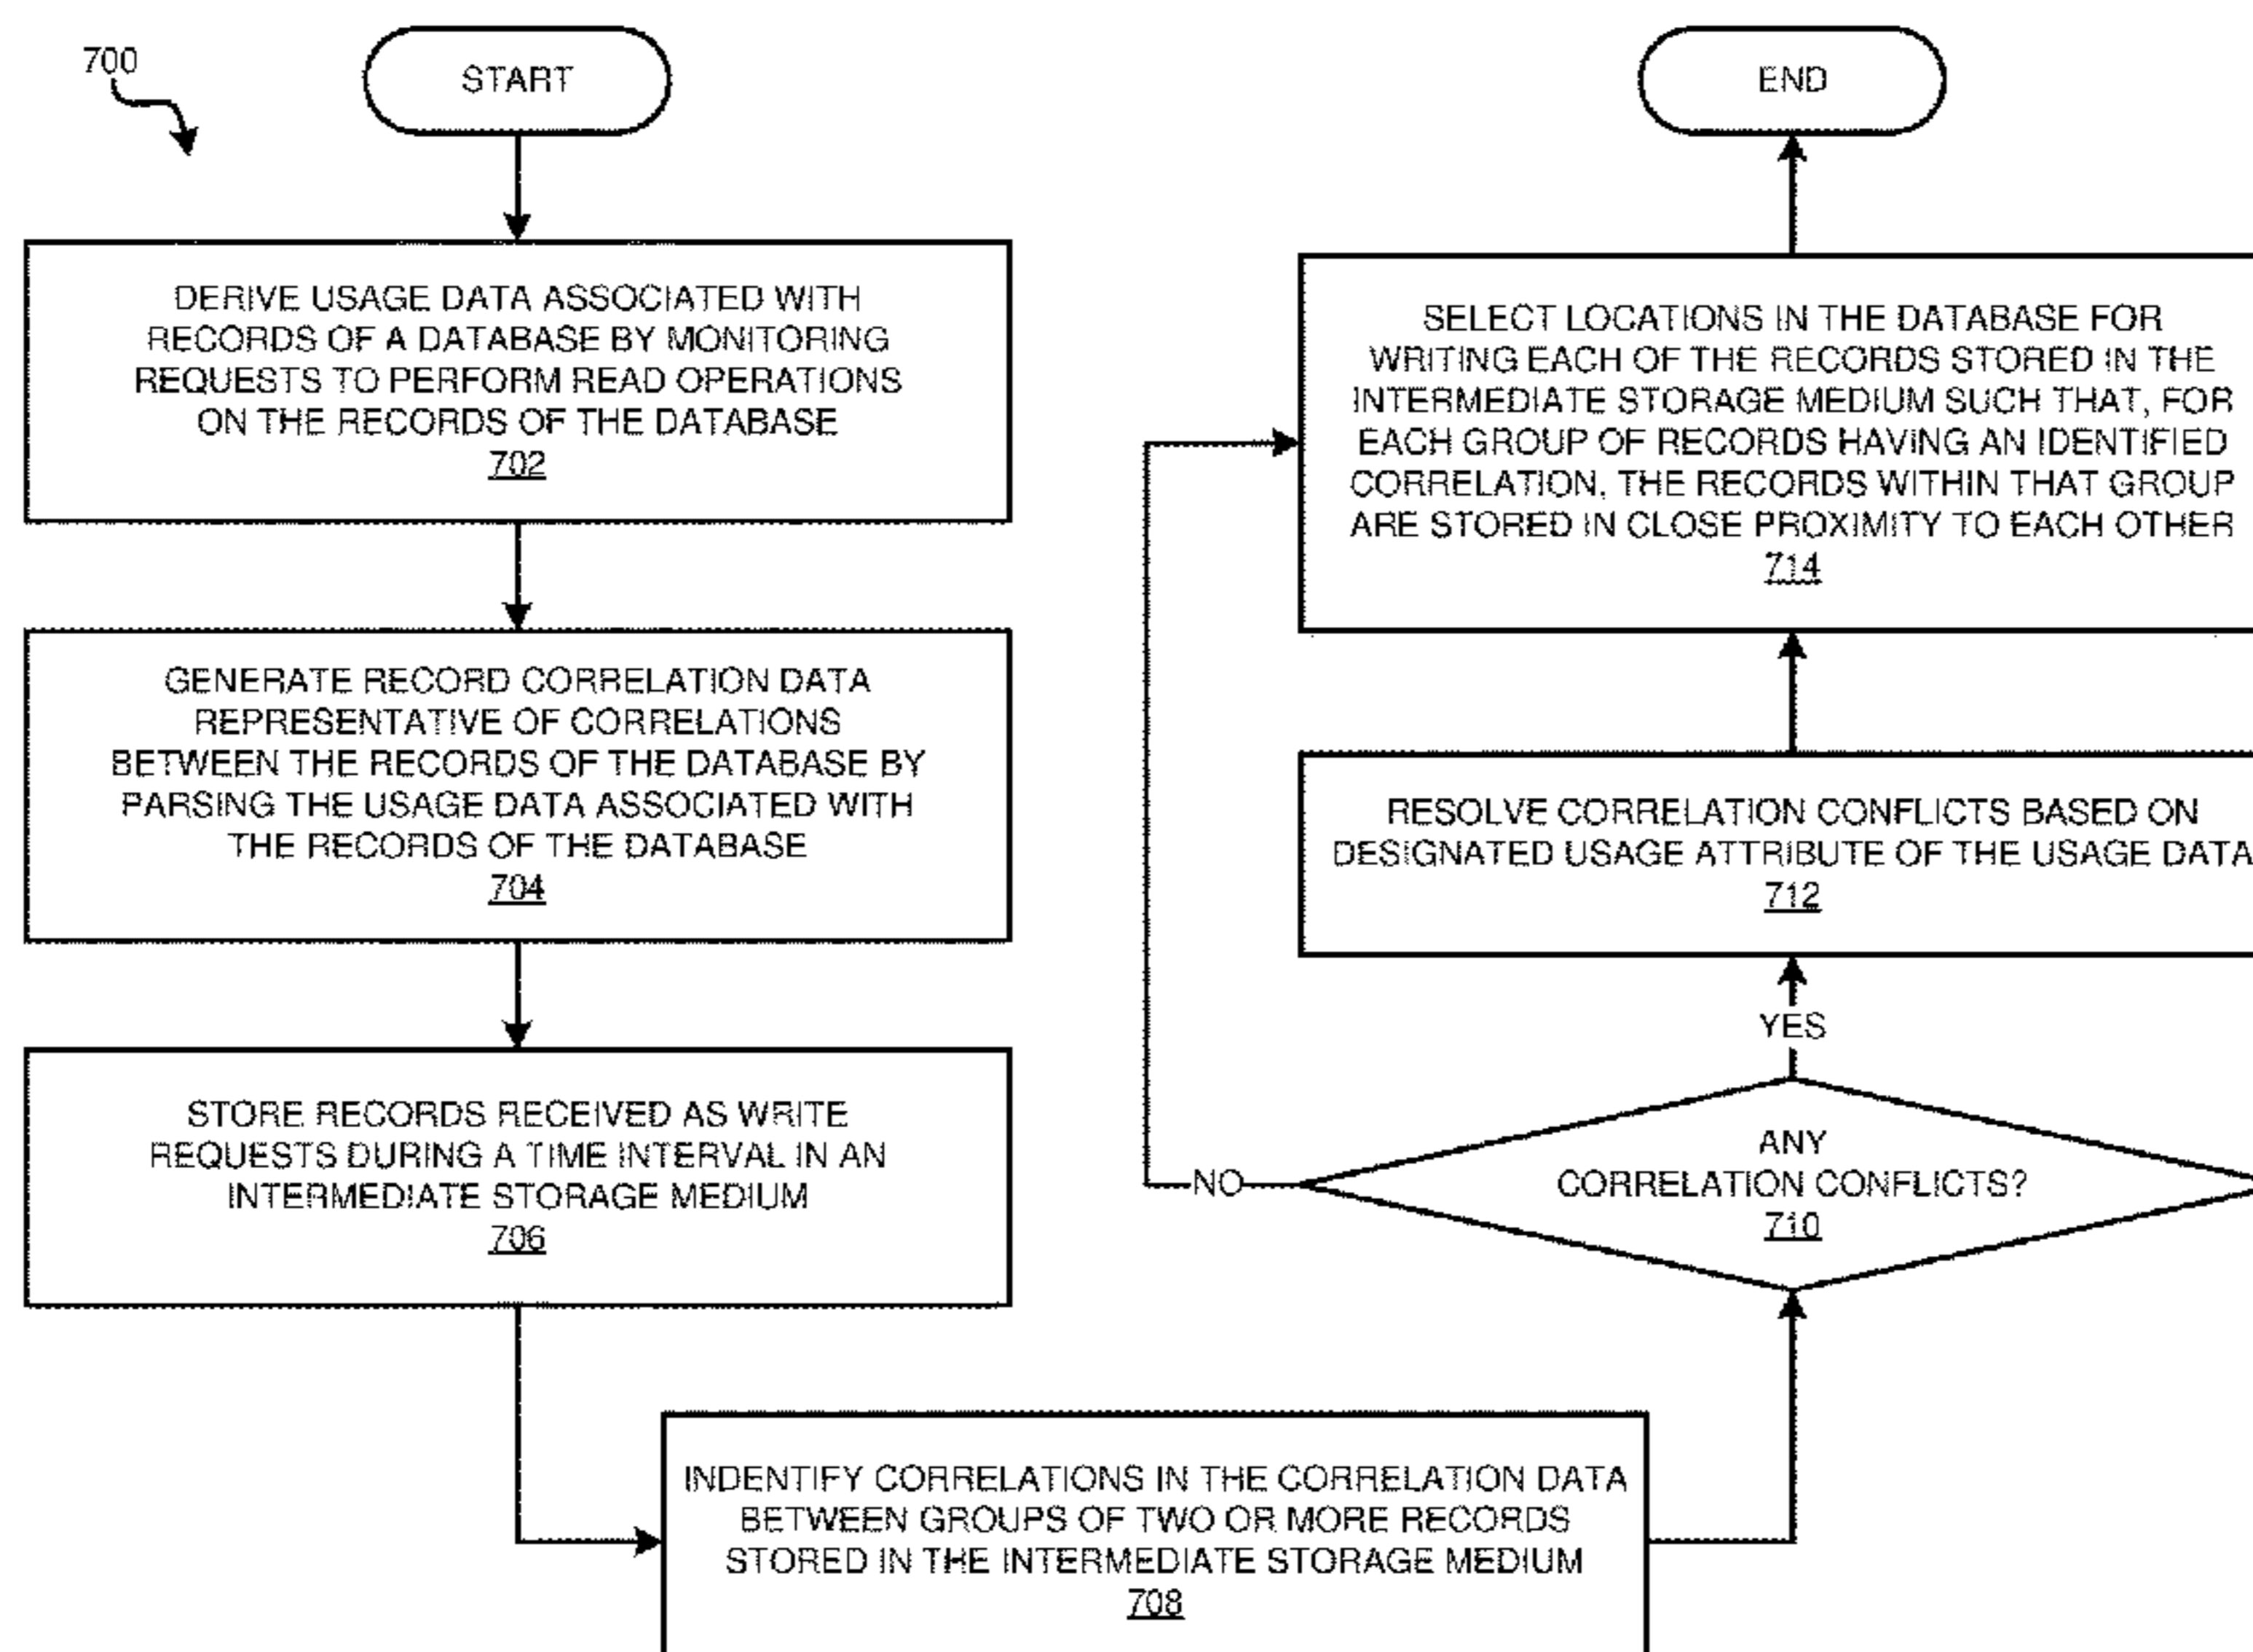 700
START
DERIVE USAGE DATA ASSOCIATED WITH
RECORDS OF A DATABASE BY MONITORING
REQUESTS TO PERFORM READ OPERATIONS
ON THE RECORDS OF THE DATABASE
702
GENERATE RECORD CORRELATION DATA
REPRESENTATIVE OF CORRELATIONS
BETWEEN THE RECORDS OF THE DATABASE BY
PARSING THE USAGE DATA ASSOCIATED WITH
THE RECORDS OF THE DATABASE
704
STORE RECORDS RECEIVED AS WRITE
REQUESTS DURING A TIME INTERVAL IN AN
INTERMEDIATE STORAGE MEDIUM
706
INDENTIFY CORRELATIONS IN THE CORRELATION DATA
BETWEEN GROUPS OF TWO OR MORE RECORDS
STORED IN THE INTERMEDIATE STORAGE MEDIUM
708
ANY
CORRELATION CONFLICTS?
710
NO
YES
RESOLVE CORRELATION CONFLICTS BASED ON
DESIGNATED USAGE ATTRIBUTE OF THE USAGE DATA
712
SELECT LOCATIONS IN THE DATABASE FOR
WRITING EACH OF THE RECORDS STORED IN THE
INTERMEDIATE STORAGE MEDIUM SUCH THAT, FOR
EACH GROUP OF RECORDS HAVING AN IDENTIFIED
CORRELATION, THE RECORDS WITHIN THAT GROUP
ARE STORED IN CLOSE PROXIMITY TO EACH OTHER
714
END